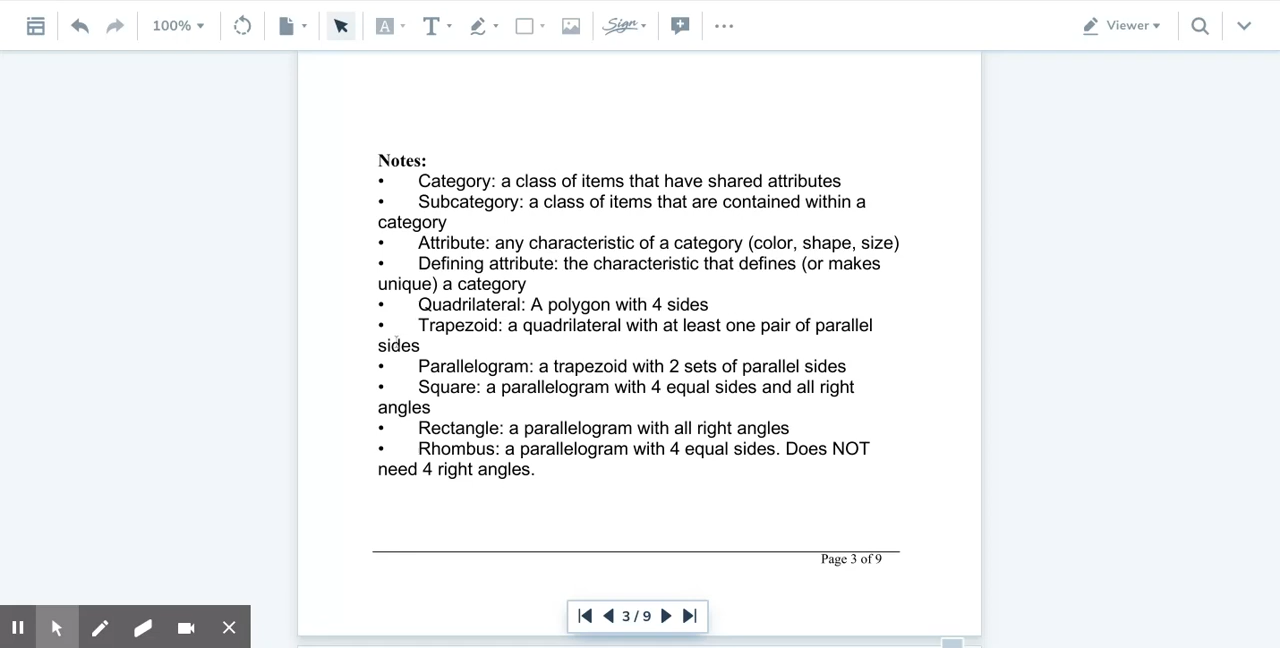 100%
A
T
Sign
Viewer
Notes:
• Category: a class of items that have shared attributes
• Subcategory: a class of items that are contained within a
category
• Attribute: any characteristic of a category (color, shape, size)
• Defining attribute: the characteristic that defines (or makes
unique) a category
• Quadrilateral: A polygon with 4 sides
• Trapezoid: a quadrilateral with at least one pair of parallel
sides
• Parallelogram: a trapezoid with 2 sets of parallel sides
• Square: a parallelogram with 4 equal sides and all right
angles
• Rectangle: a parallelogram with all right angles
• Rhombus: a parallelogram with 4 equal sides. Does NOT
need 4 right angles.
Page 3 of 9
3 / 9